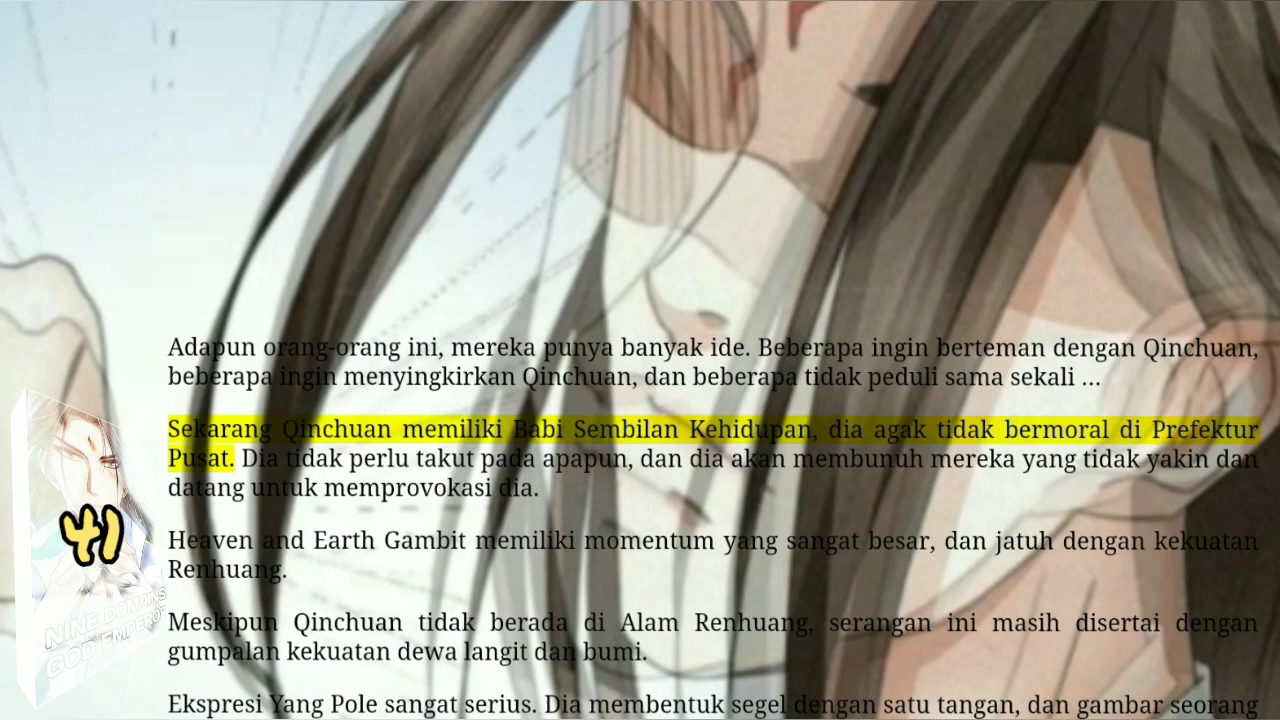 Adapun orang-orang ini, mereka punya banyak ide. Beberapa ingin berteman dengan Qinchuan,
beberapa ingin menyingkirkan Qinchuan, dan beberapa tidak peduli sama sekali ...
Sekarang Qinchuan memiliki Babi Sembilan Kehidupan, dia agak tidak bermoral di Prefektur
Pusat. Dia tidak perlu takut pada apapun, dan dia akan membunuh mereka yang tidak yakin dan
datang untuk memprovokasi dia.
Heaven and Earth Gambit memiliki momentum yang sangat besar, dan jatuh dengan kekuatan
Renhuang.
Meskipun Qinchuan tidak berada di Alam Renhuang, serangan ini masih disertai dengan
gumpalan kekuatan dewa langit dan bumi.
Ekspresi Yang Pole sangat serius. Dia membentuk segel dengan satu tangan, dan gambar seorang
41
NINE DOMAINS
GOD EMPEROR